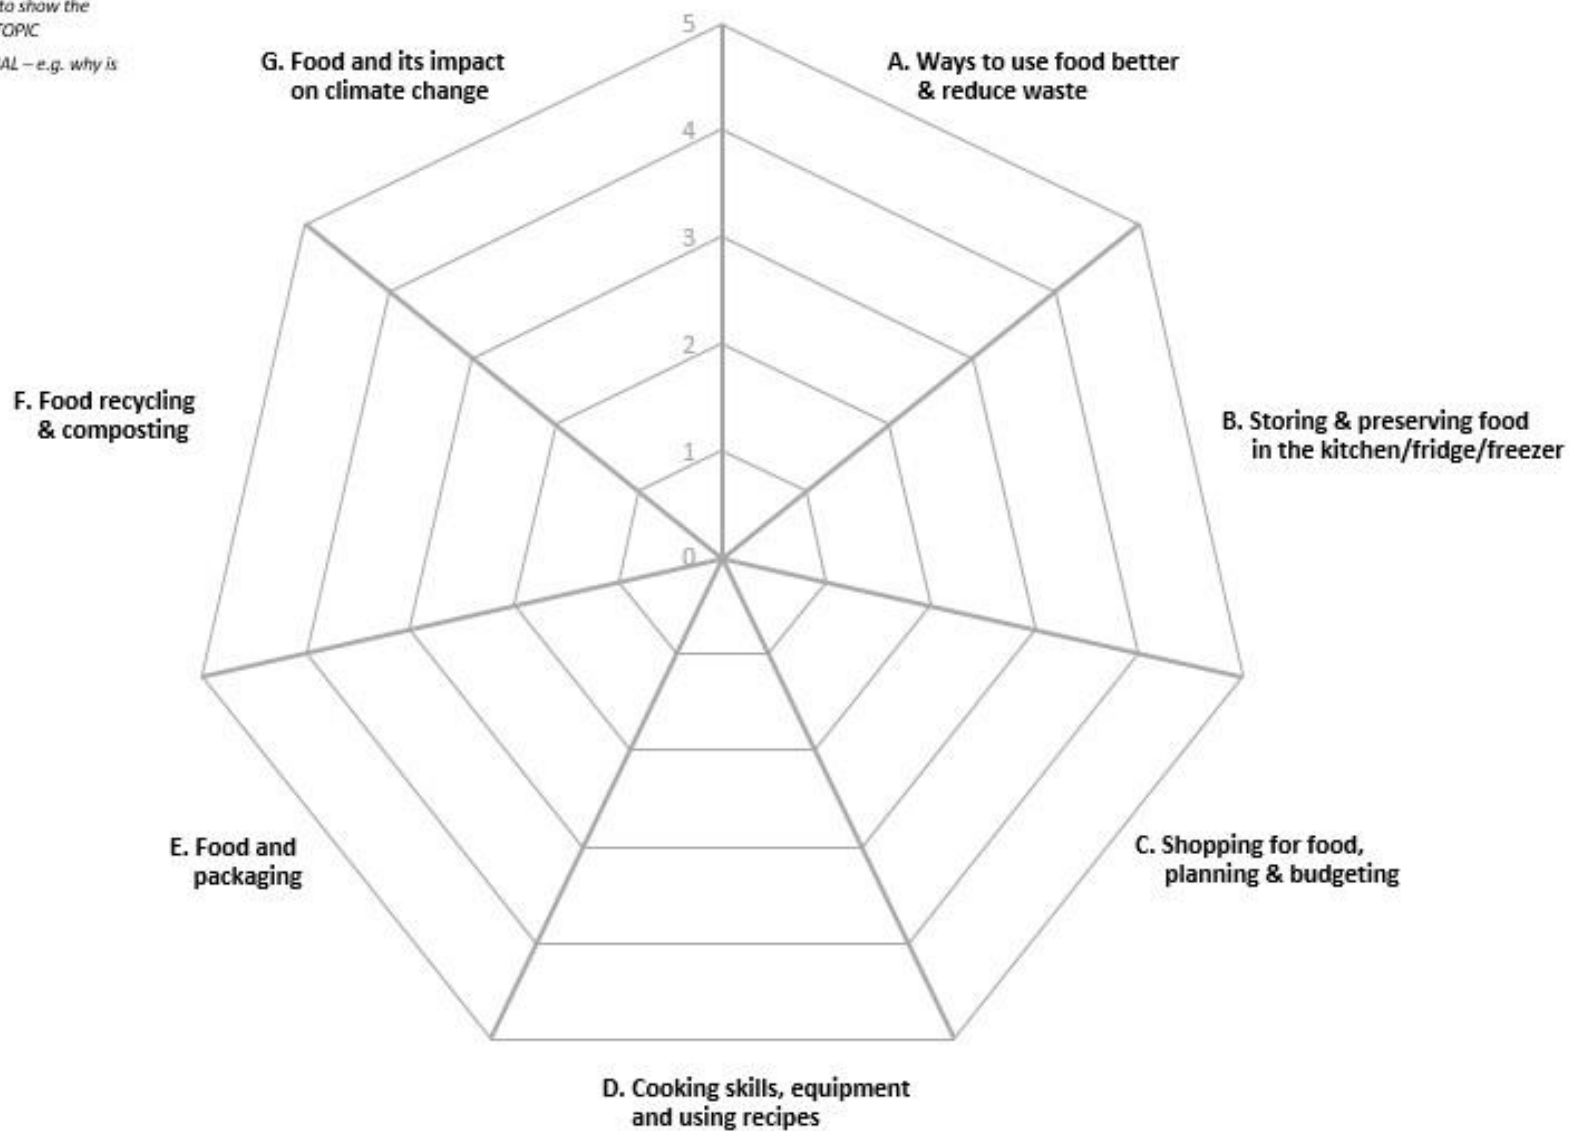 to show the
TOPIC
AL – e.g. why is
G. Food and its impact
on climate change
A. Ways to use food better
& reduce waste
5
4
3
2
1
0
F. Food recycling
& composting
B. Storing & preserving food
in the kitchen/fridge/freezer
E. Food and
packaging
C. Shopping for food,
planning & budgeting
D. Cooking skills, equipment
and using recipes